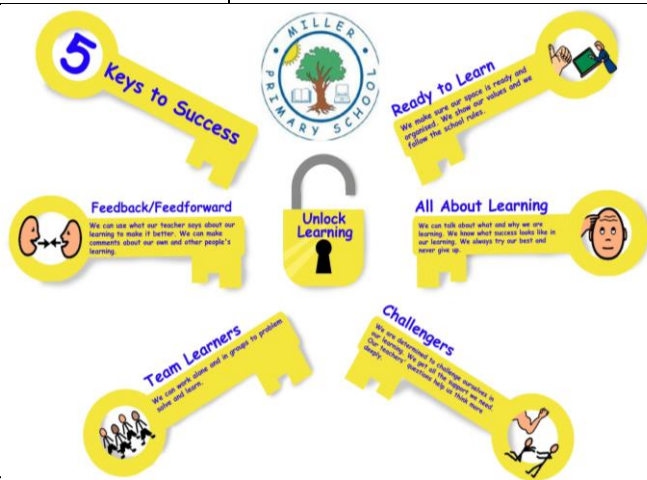 5
Keys to Success
MILLER
PRIMARY SCHOOL
Ready to Learn
We make sure our space is ready and
organised. We show our values and we
follow the school rules.
Feedback/Feedforward
We can use what our teacher says about our
learning to make it better. We can make
comments about our own and other people's
learning.
Unlock
Learning
All About Learning
We can talk about what and why we are
learning. We know what success looks like in
our learning. We always try our best and
never give up.
Team Learners
We can work alone and in groups to problem
solve and learn.
Challengers
We are determined to challenge ourselves in
our learning. We get all the support we need.
Our teachers' questions help us think more
deeply.